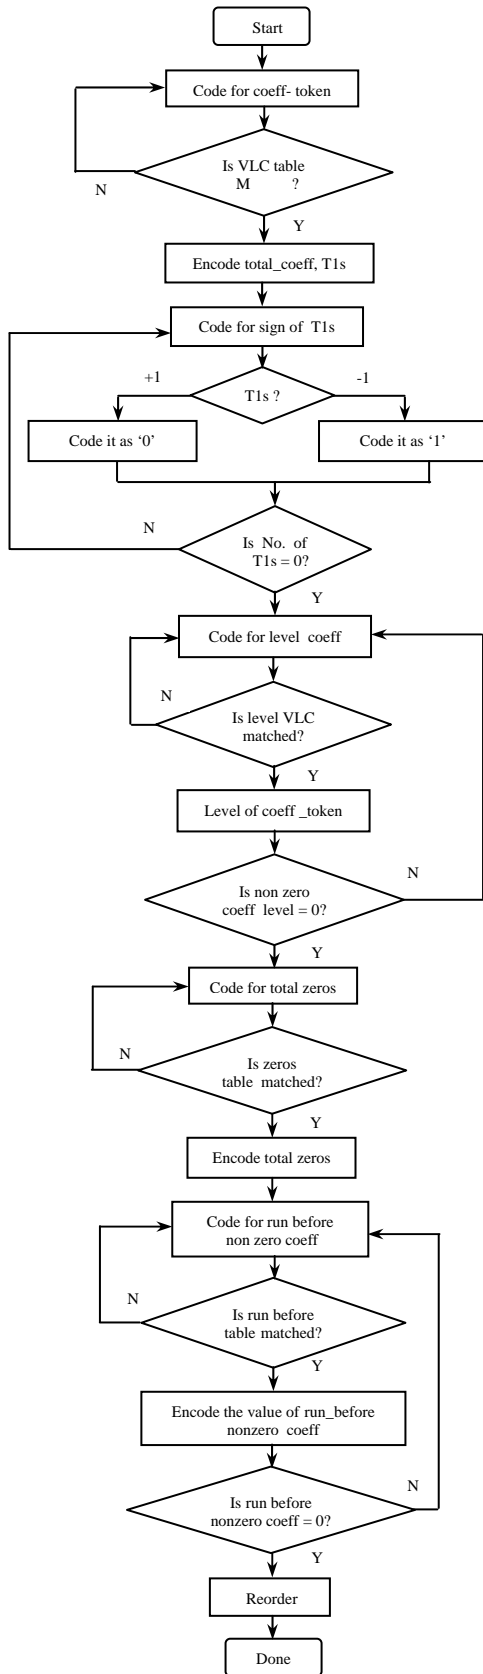 Start
Code for coeff- token
Is VLC table
M ?
N
Y
Encode total_coeff, T1s
Code for sign of T1s
+1
-1
T1s ?
Code it as ‘0’
Code it as ‘1’
N
Is No. of
T1s = 0?
Y
Code for level coeff
N
Is level VLC
matched?
Y
Level of coeff _token
N
Is non zero
coeff level = 0?
Y
Code for total zeros
N
Is zeros
table matched?
Y
Encode total zeros
Code for run before
non zero coeff
N
Is run before
table matched?
Y
Encode the value of run_before
nonzero coeff
N
Is run before
nonzero coeff = 0?
Y
Reorder
Done